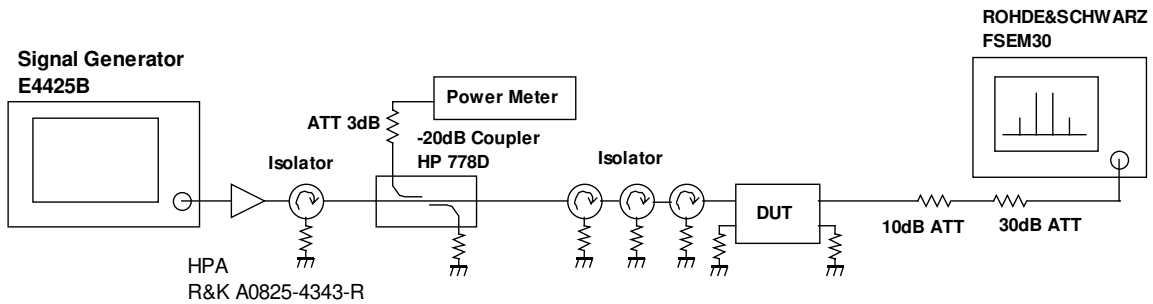 ROHDE&SCHWARZ
FSEM30
Signal Generator
E4425B
Power Meter
ATT 3dB
-20dB Coupler
HP 778D
Isolator
Isolator
DUT
10dB ATT
30dB ATT
HPA
R&K A0825-4343-R